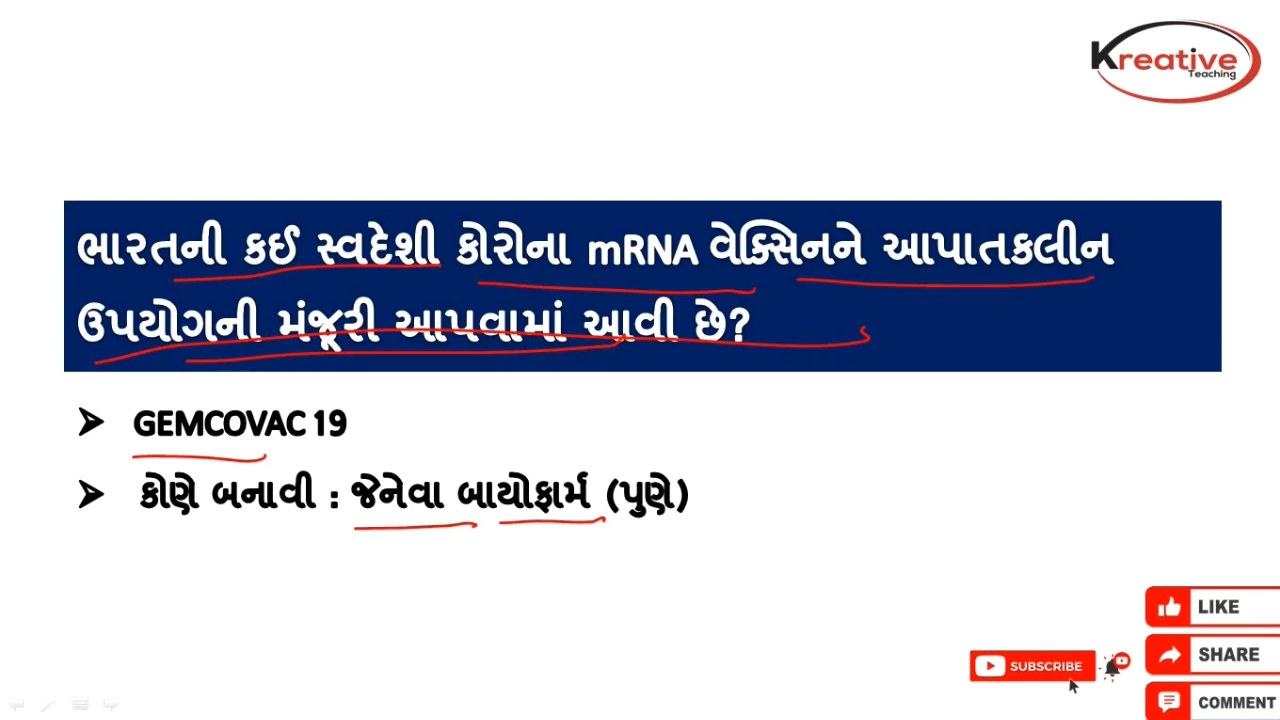 Kreative
Teaching
ભારતની કઈ સ્વદેશી કોરોના mRNA વેક્સિનને આપાતકલીન
ઉપયોગની મંજૂરી આપવામાં આવી છે?
➤ GEMCOVAC 19
➤ કોણે બનાવી : જેનેવા બાયોફાર્મ (પુણે)
LIKE
SHARE
SUBSCRIBE
COMMENT